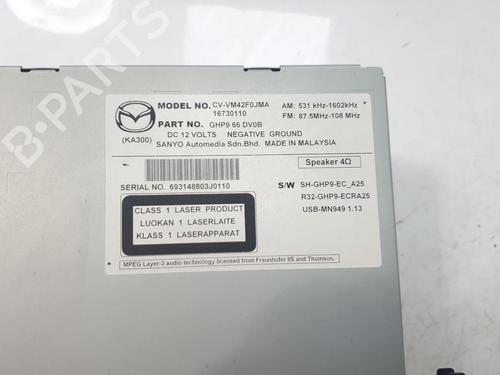 MODEL NO. CV-VM42F0JMA AM: 531 kHz-1602kHz
16730110 FM: 87.5MHz-108 MHz
PART NO. GHP9 66 DV0B
(KA300) DC 12 VOLTS NEGATIVE GROUND
SANYO Automedia Sdn.Bhd. MADE IN MALAYSIA
Speaker 4Ω
SERIAL NO. 693148803J0110
S/W SH-GHP9-EC_A25
R32-GHP9-ECRA25
USB-MN949 1.13
CLASS 1 LASER PRODUCT
LUOKAN 1 LASERLAITE
KLASS 1 LASERAPPARAT
MPEG Layer-3 audio technology licensed from Fraunhofer IIS and Thomson.
B-PARTS